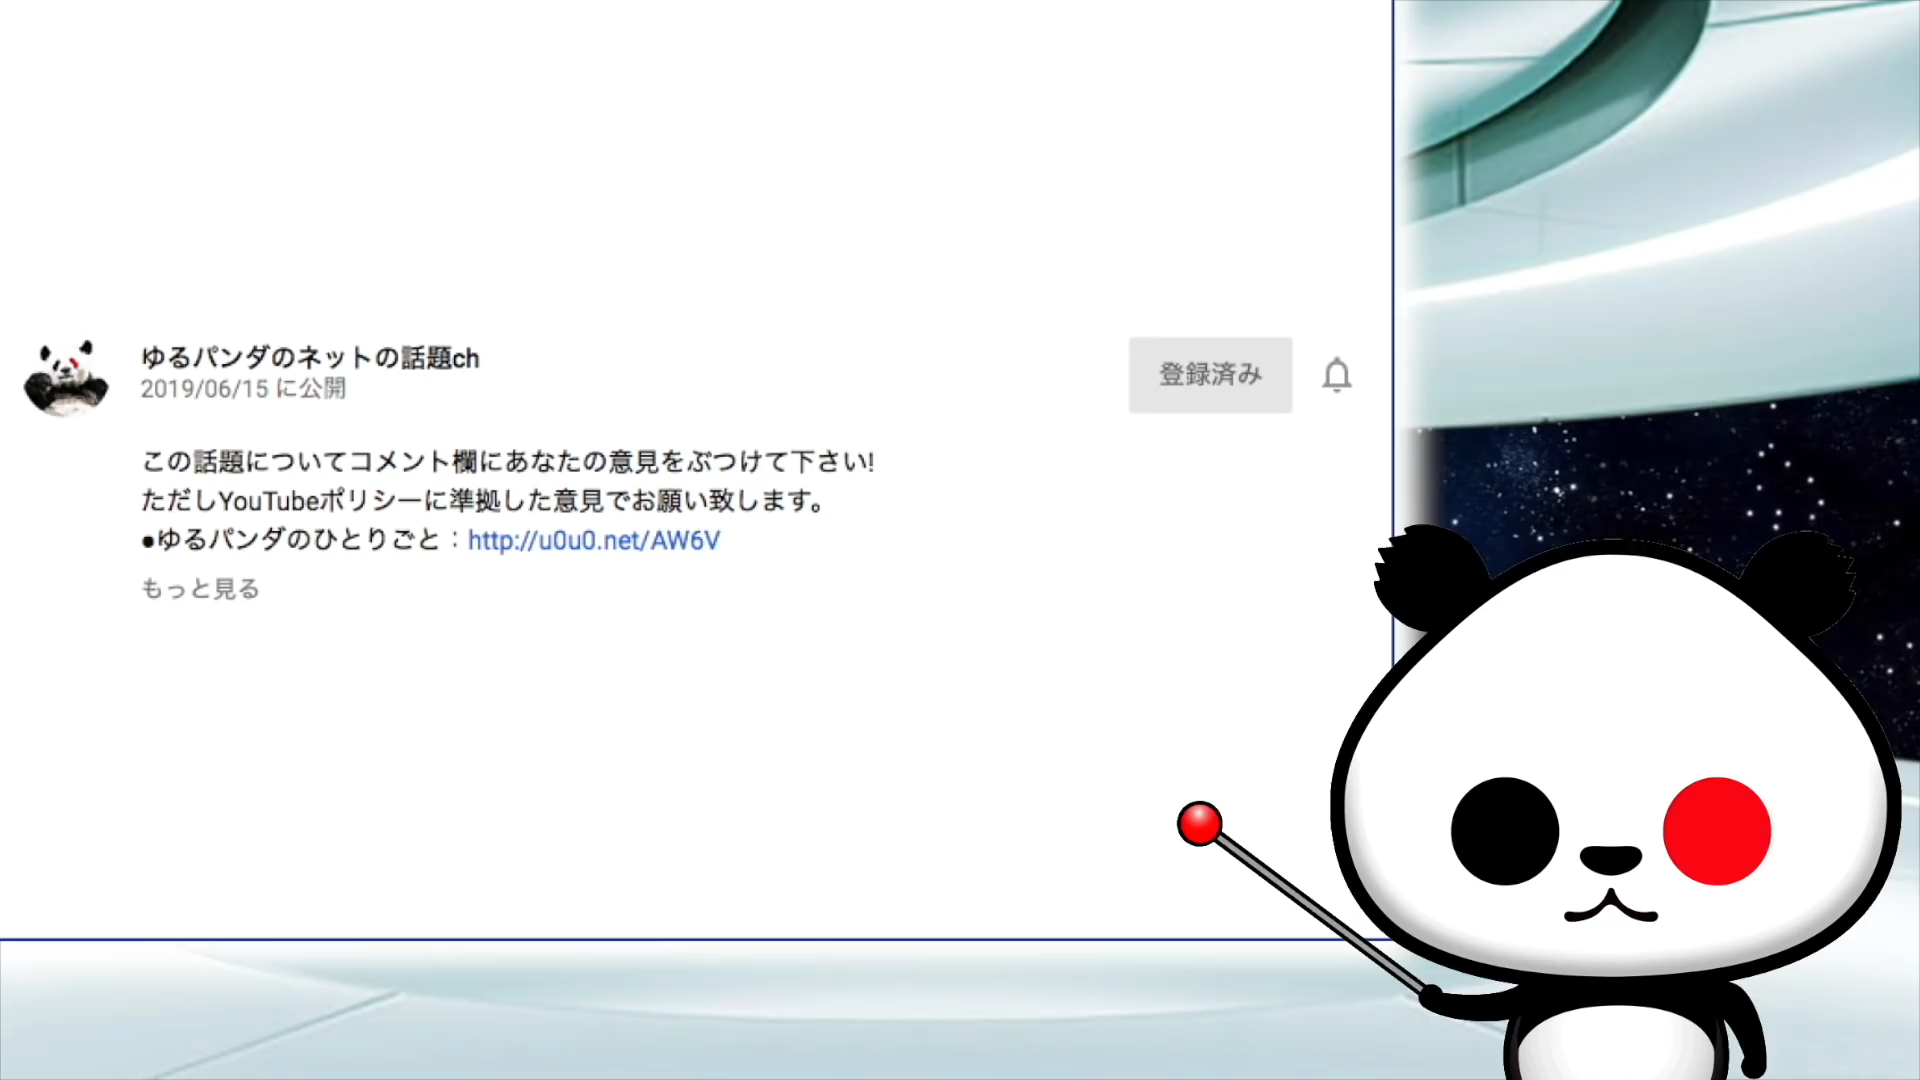 ゆるパンダのネットの話題ch
2019/06/15 に公開
登録済み
この話題についてコメント欄にあなたの意見をぶつけて下さい!
ただしYouTubeポリシーに準拠した意見でお願い致します。
●ゆるパンダのひとりごと：http://u0u0.net/AW6V
もっと見る